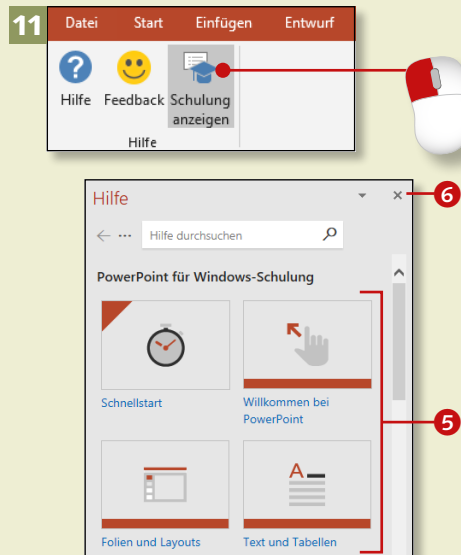 11
Datei Start Einfügen Entwurf
Hilfe Feedback Schulung
anzeigen
Hilfe
Hilfe
6
Hilfe durchsuchen
PowerPoint für Windows-Schulung
Schnellstart
Willkommen bei
PowerPoint
5
A
Folien und Layouts
Text und Tabellen